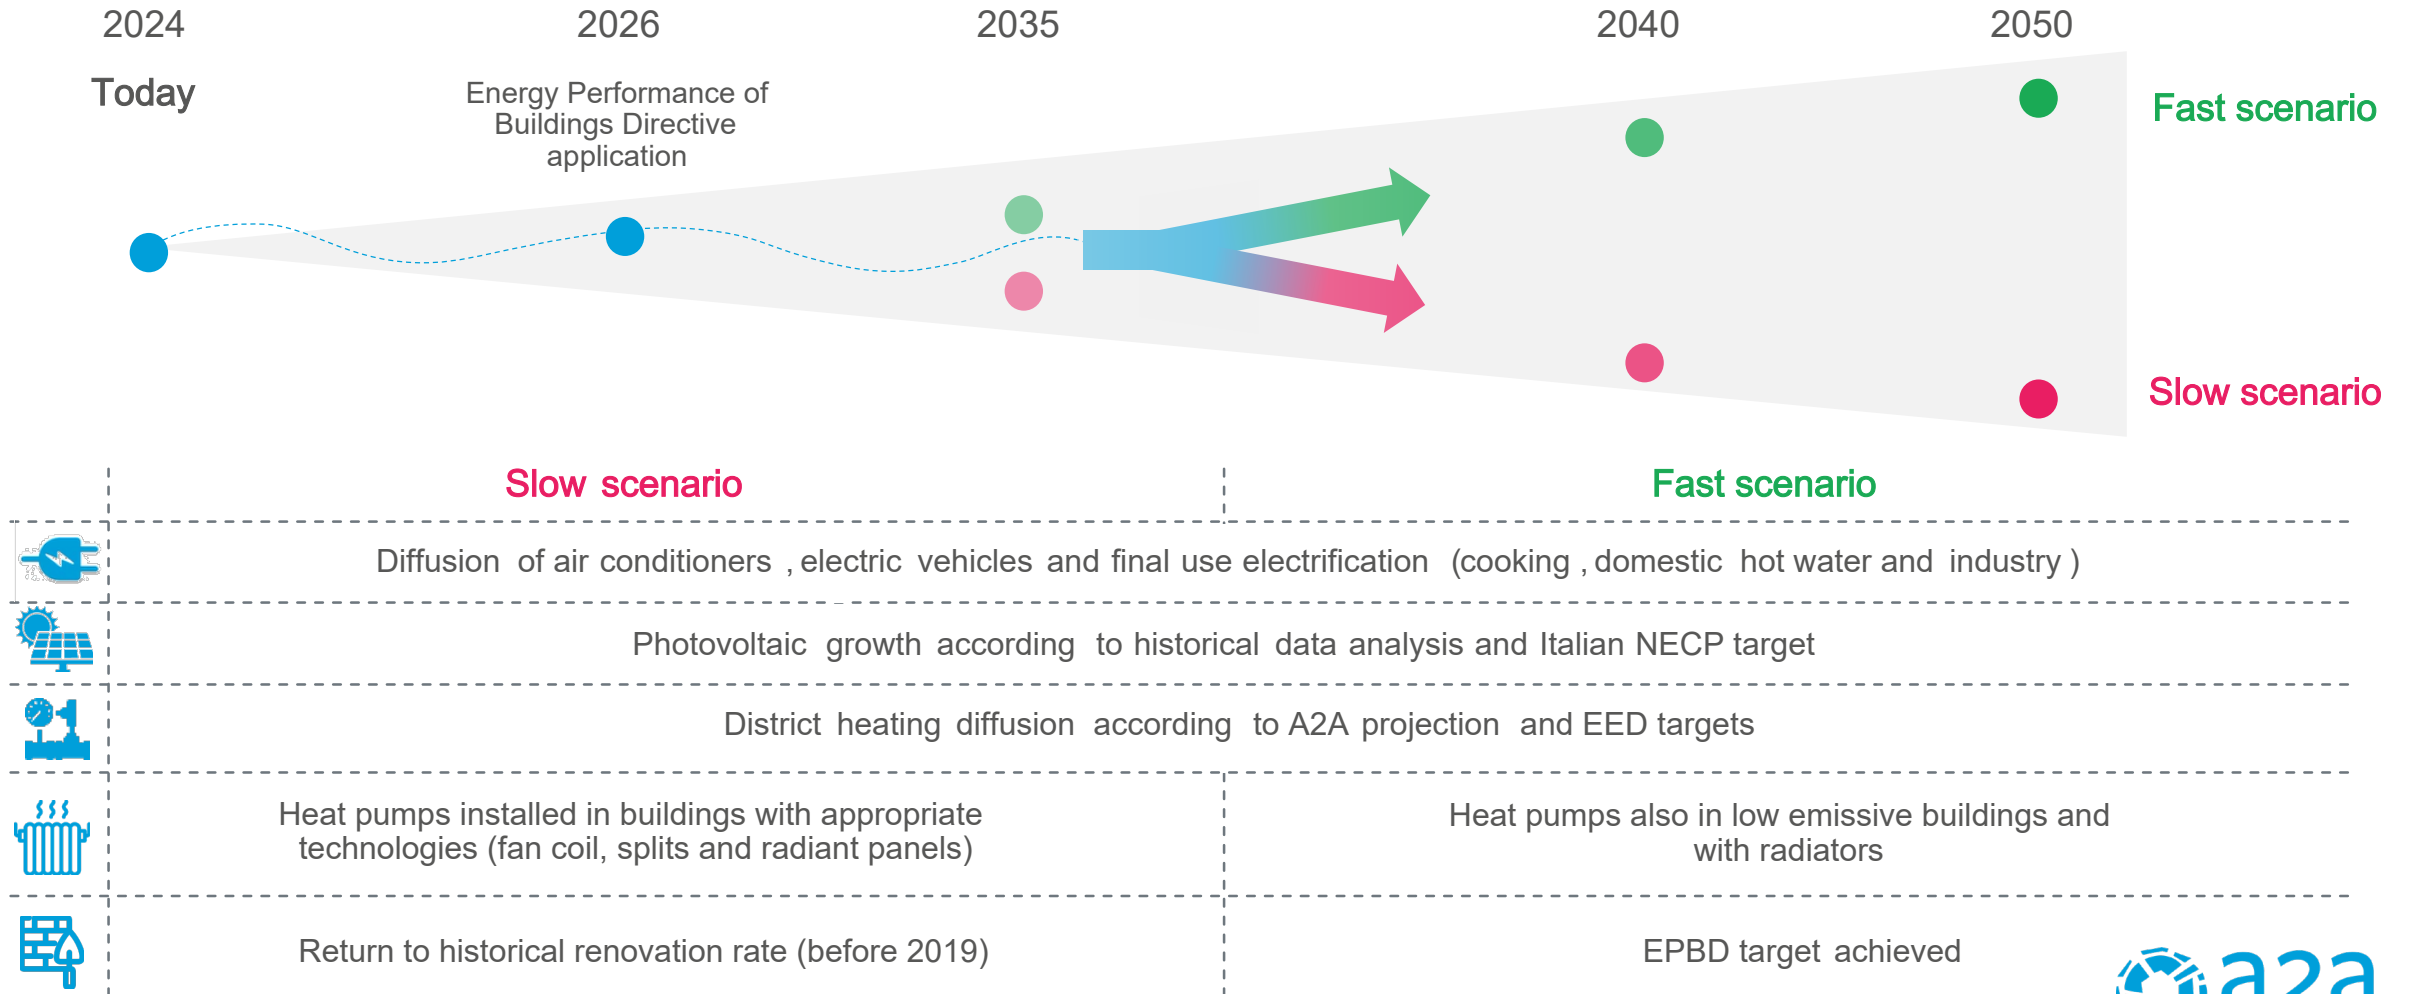 2024 2026 2035 2040 2050
Today
Energy Performance of
Buildings Directive
application
Fast scenario
Slow scenario
Slow scenario Fast scenario
Diffusion of air conditioners , electric vehicles and final use electrification (cooking , domestic hot water and industry )
Photovoltaic growth according to historical data analysis and Italian NECP target
District heating diffusion according to A2A projection and EED targets
Heat pumps installed in buildings with appropriate
technologies (fan coil, splits and radiant panels)
Heat pumps also in low emissive buildings and
with radiators
Return to historical renovation rate (before 2019)
EPBD target achieved
a2a